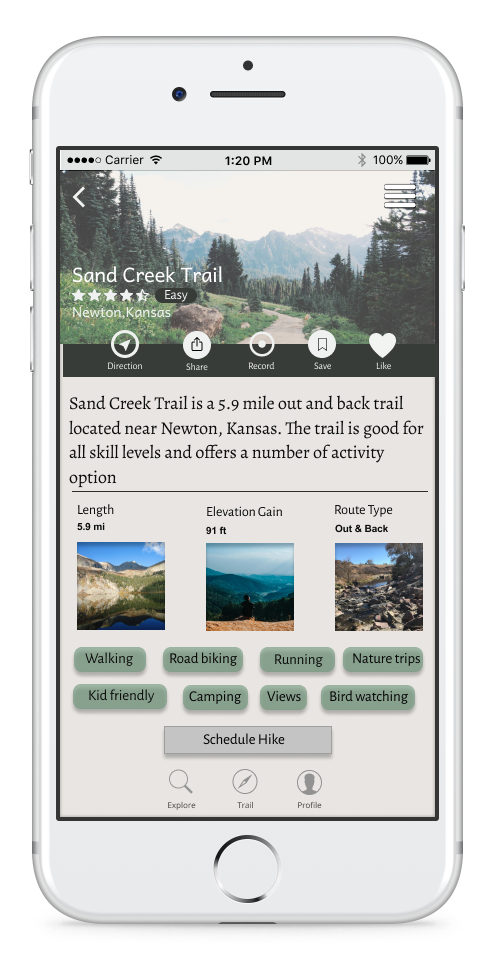 Carrier 1:20 PM 100%
Sand Creek Trail
Easy
Newton,Kansas
Direction Share Record Save Like
Sand Creek Trail is a 5.9 mile out and back trail
located near Newton, Kansas. The trail is good for
all skill levels and offers a number of activity
option
Length Elevation Gain Route Type
5.9 mi 91 ft Out & Back
Walking Road biking Running Nature trips
Kid friendly Camping Views Bird watching
Schedule Hike
Explore Trail Profile